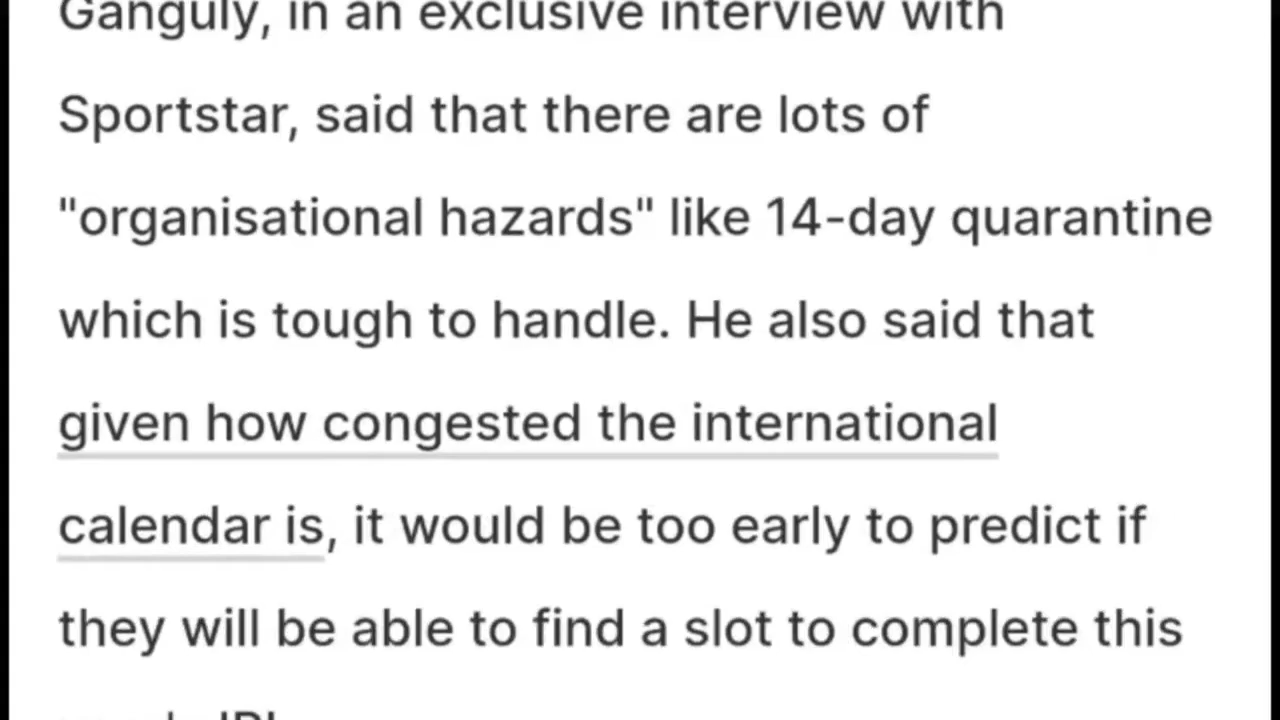 Ganguly, in an exclusive interview with
Sportstar, said that there are lots of
"organisational hazards" like 14-day quarantine
which is tough to handle. He also said that
given how congested the international
calendar is, it would be too early to predict if
they will be able to find a slot to complete this